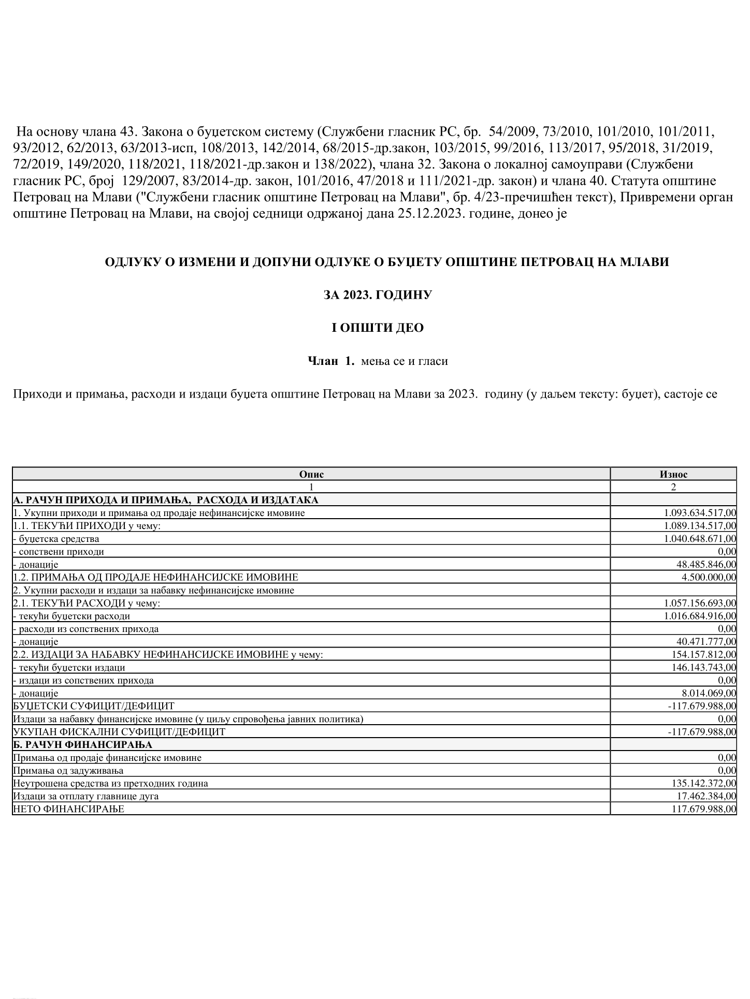 На основу члана 43. Закона о буџетском систему (Службени гласник РС, бр.  54/2009, 73/2010, 101/2010, 101/2011,
93/2012, 62/2013, 63/2013-исп, 108/2013, 142/2014, 68/2015-др.закон, 103/2015, 99/2016, 113/2017, 95/2018, 31/2019,
72/2019, 149/2020, 118/2021, 118/2021-др.закон и 138/2022), члана 32. Закона о локалној самоуправи (Службени
гласник РС, број  129/2007, 83/2014-др. закон, 101/2016, 47/2018 и 111/2021-др. закон) и члана 40. Статута општине
Петровац на Млави ("Службени гласник општине Петровац на Млави", бр. 4/23-пречишћен текст), Привремени орган
општине Петровац на Млави, на својој седници одржаној дана 25.12.2023. године, донео је
ОДЛУКУ О ИЗМЕНИ И ДОПУНИ ОДЛУКЕ О БУЏЕТУ ОПШТИНЕ ПЕТРОВАЦ НА МЛАВИ
ЗА 2023. ГОДИНУ
I ОПШТИ ДЕО
Члан  1.  мења се и гласи
Приходи и примања, расходи и издаци буџета општине Петровац на Млави за 2023.  годину (у даљем тексту: буџет), састоје се
Опис Износ
1 2
А. РАЧУН ПРИХОДА И ПРИМАЊА,  РАСХОДА И ИЗДАТАКА
1. Укупни приходи и примања од продаје нефинансијске имовине 1.093.634.517,00
1.1. ТЕКУЋИ ПРИХОДИ у чему: 1.089.134.517,00
- буџетска средства 1.040.648.671,00
- сопствени приходи 0,00
- донације 48.485.846,00
1.2. ПРИМАЊА ОД ПРОДАЈЕ НЕФИНАНСИЈСКЕ ИМОВИНЕ 4.500.000,00
2. Укупни расходи и издаци за набавку нефинансијске имовине
2.1. ТЕКУЋИ РАСХОДИ у чему: 1.057.156.693,00
- текући буџетски расходи 1.016.684.916,00
- расходи из сопствених прихода 0,00
- донације 40.471.777,00
2.2. ИЗДАЦИ ЗА НАБАВКУ НЕФИНАНСИЈСКЕ ИМОВИНЕ у чему: 154.157.812,00
- текући буџетски издаци 146.143.743,00
- издаци из сопствених прихода 0,00
- донације 8.014.069,00
БУЏЕТСКИ СУФИЦИТ/ДЕФИЦИТ -117.679.988,00
Издаци за набавку финансијске имовине (у циљу спровођења јавних политика) 0,00
УКУПАН ФИСКАЛНИ СУФИЦИТ/ДЕФИЦИТ -117.679.988,00
Б. РАЧУН ФИНАНСИРАЊА
Примања од продаје финансијске имовине 0,00
Примања од задуживања 0,00
Неутрошена средства из претходних година 135.142.372,00
Издаци за отплату главнице дуга 17.462.384,00
НЕТО ФИНАНСИРАЊЕ 117.679.988,00